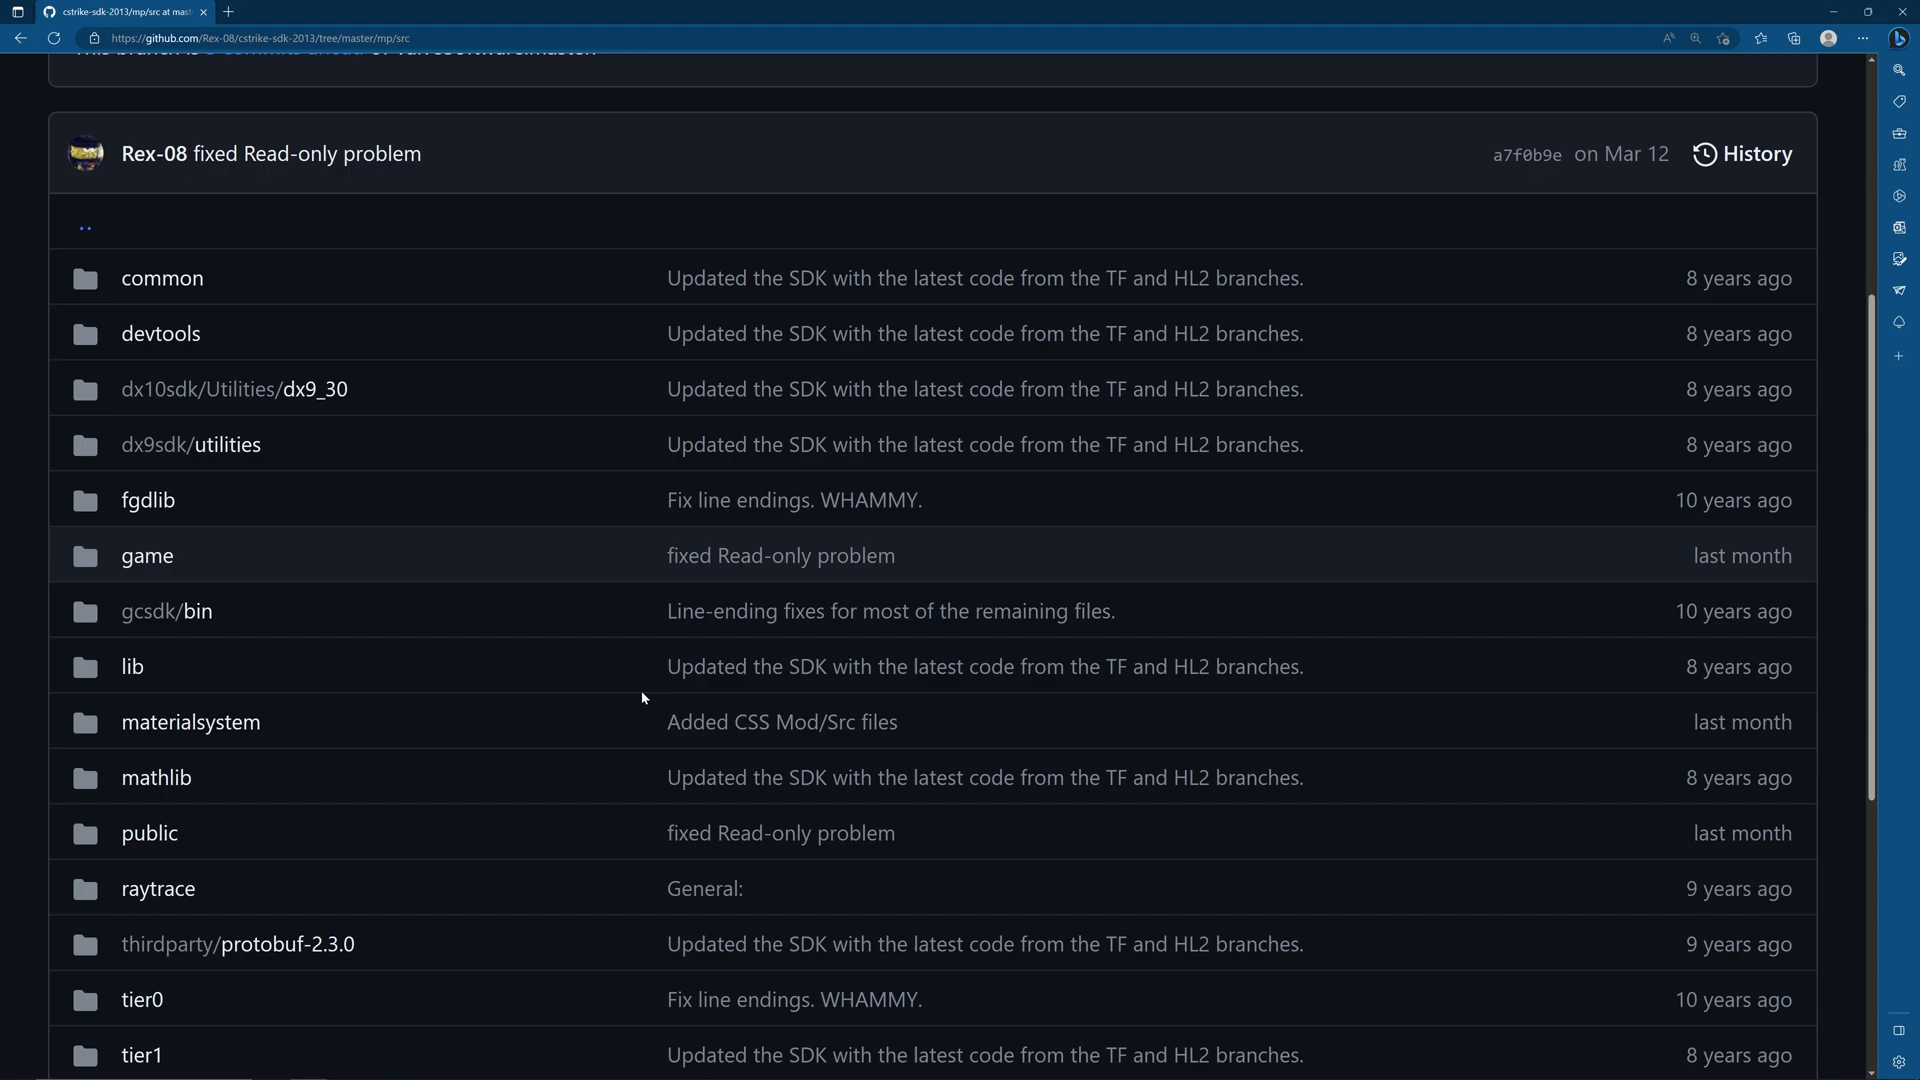 cstrike-sdk-2013/mp/src at mast
https://github.com/Rex-08/cstrike-sdk-2013/tree/master/mp/src
Rex-08 fixed Read-only problem a7f0b9e on Mar 12 History
..
common Updated the SDK with the latest code from the TF and HL2 branches. 8 years ago
devtools Updated the SDK with the latest code from the TF and HL2 branches. 8 years ago
dx10sdk/Utilities/dx9_30 Updated the SDK with the latest code from the TF and HL2 branches. 8 years ago
dx9sdk/utilities Updated the SDK with the latest code from the TF and HL2 branches. 8 years ago
fgdlib Fix line endings. WHAMMY. 10 years ago
game fixed Read-only problem last month
gcsdk/bin Line-ending fixes for most of the remaining files. 10 years ago
lib Updated the SDK with the latest code from the TF and HL2 branches. 8 years ago
materialsystem Added CSS Mod/Src files last month
mathlib Updated the SDK with the latest code from the TF and HL2 branches. 8 years ago
public fixed Read-only problem last month
raytrace General: 9 years ago
thirdparty/protobuf-2.3.0 Updated the SDK with the latest code from the TF and HL2 branches. 9 years ago
tier0 Fix line endings. WHAMMY. 10 years ago
tier1 Updated the SDK with the latest code from the TF and HL2 branches. 8 years ago